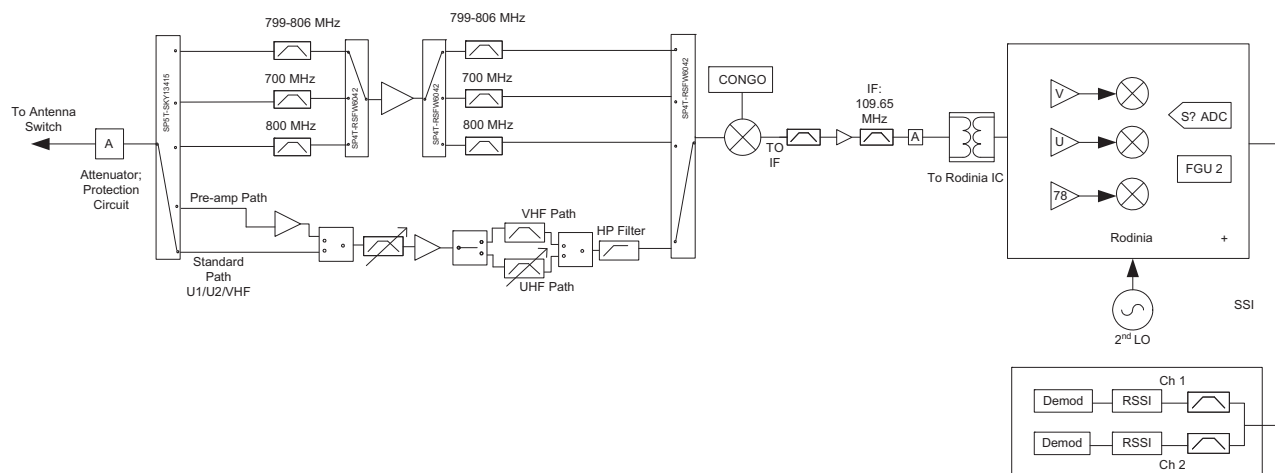 799-806 MHz
799-806 MHz
700 MHz
700 MHz
800 MHz
800 MHz
SP5T-SKY13415
SP4T-RSFW6042
SP4T-RSFW6042
SP4T-RSFW6042
To Antenna
Switch
A
Attenuator;
Protection
Circuit
Pre-amp Path
Standard
Path
U1/U2/VHF
VHF Path
UHF Path
HP Filter
CONGO
TO
IF
IF:
109.65
MHz
A
To Rodinia IC
V
U
78
S? ADC
FGU 2
Rodinia
+
2nd LO
SSI
Ch 1
Demod
RSSI
Demod
RSSI
Ch 2